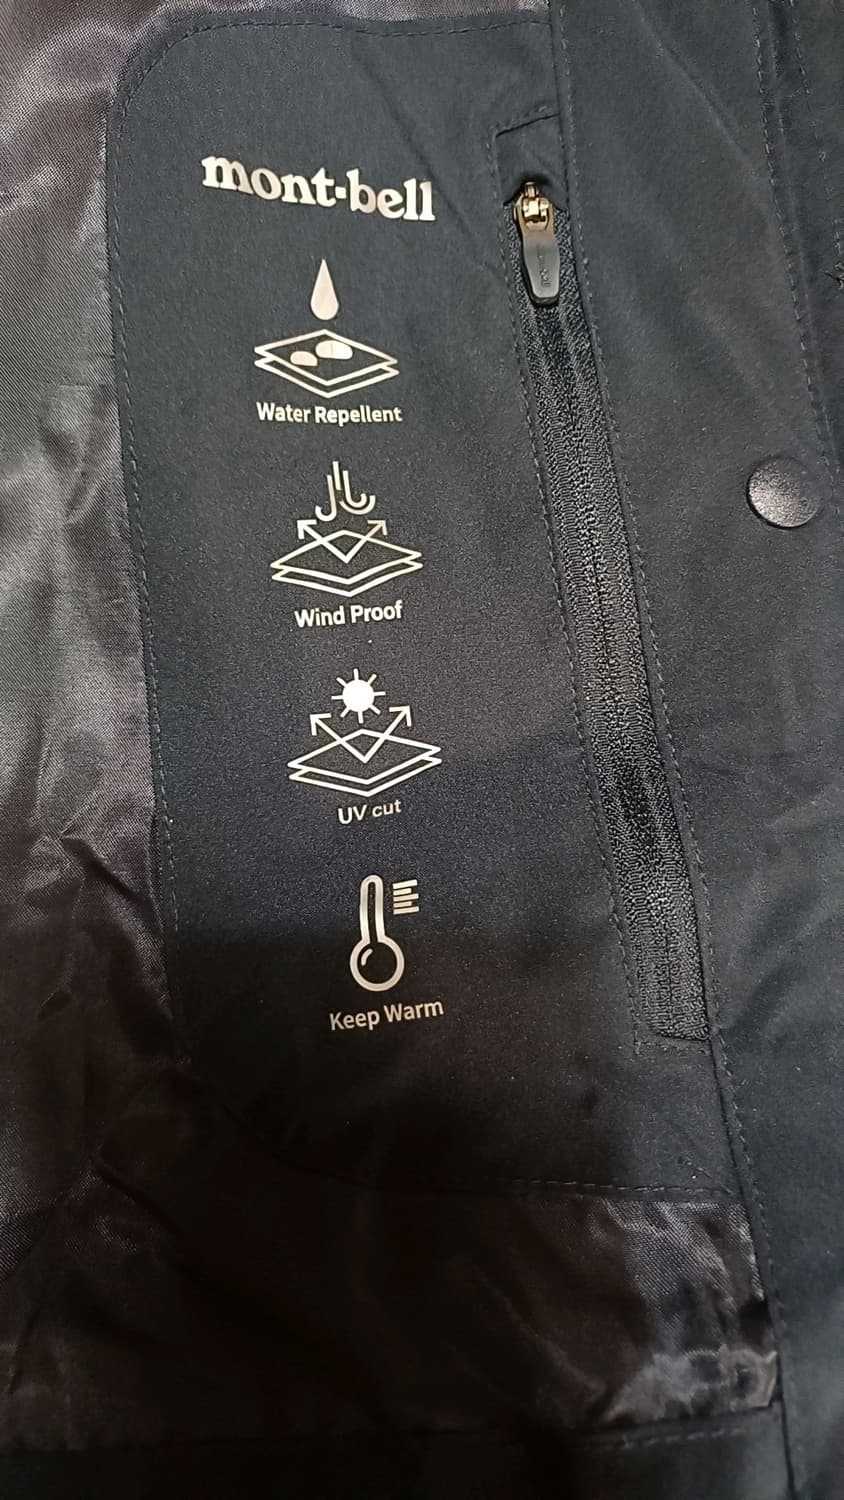 mont-bell
Water Repellent
Wind Proof
UV cut
Keep Warm